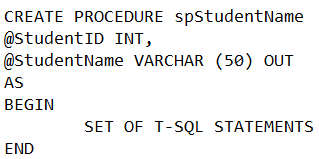 CREATE PROCEDURE spStudentName
@StudentID INT,
@StudentName VARCHAR (50) OUT
AS
BEGIN
SET OF T-SQL STATEMENTS
END